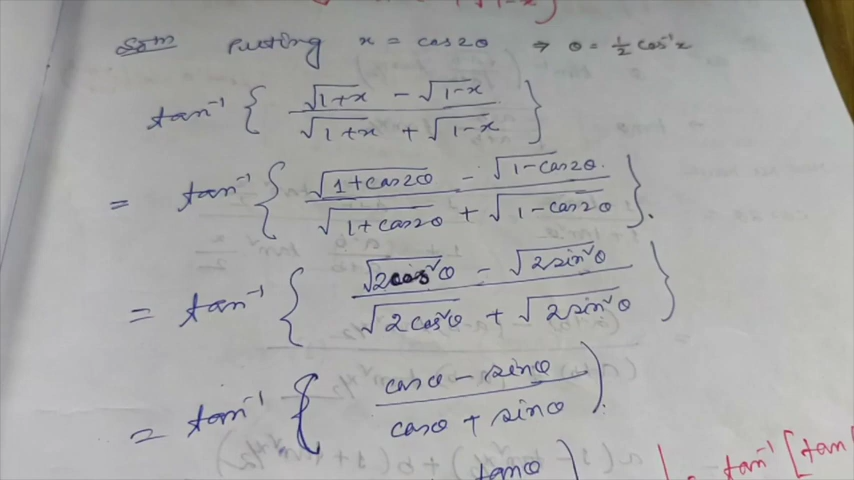 √1-x }
Soln Putting x = cos2θ ⇒ θ = ½ cos⁻¹x
tan⁻¹ { √1+x - √1-x / √1+x + √1-x }
= tan⁻¹ { √1+cos2θ - √1-cos2θ / √1+cos2θ + √1-cos2θ }.
= tan⁻¹ { √2cos²θ - √2sin²θ / √2cos²θ + √2sin²θ }
= tan⁻¹ { cosθ - sinθ / cosθ + sinθ }.
tanθ } = tan⁻¹ [tan